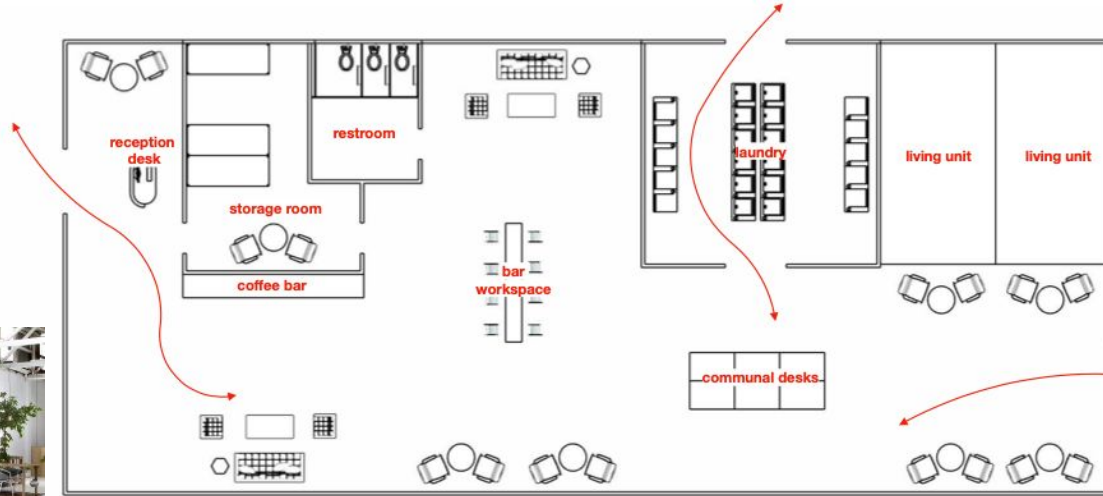 reception
desk
restroom
storage room
coffee bar
bar
workspace
laundry
living unit
living unit
communal desks